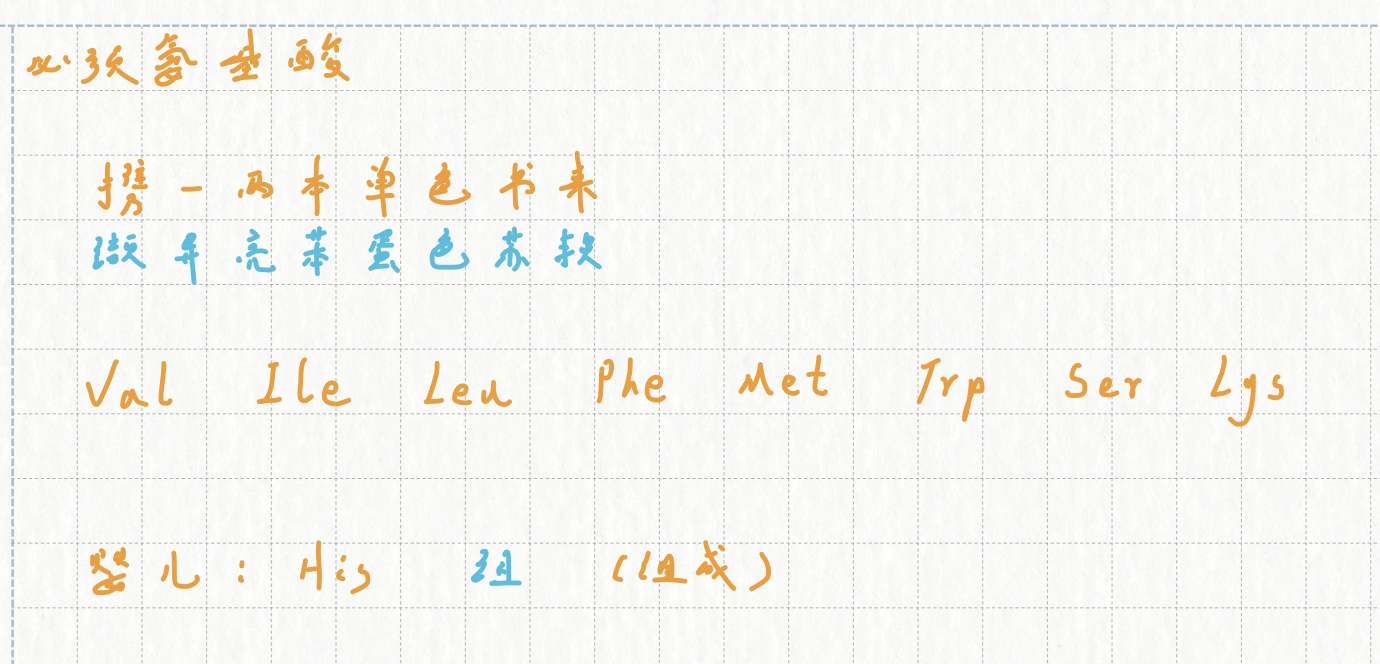 必须氨基酸
携一两本单色书来
缬异亮苯蛋色苏赖
Val Ile Leu Phe Met Trp Ser Lys
婴儿：His 组 （组成）